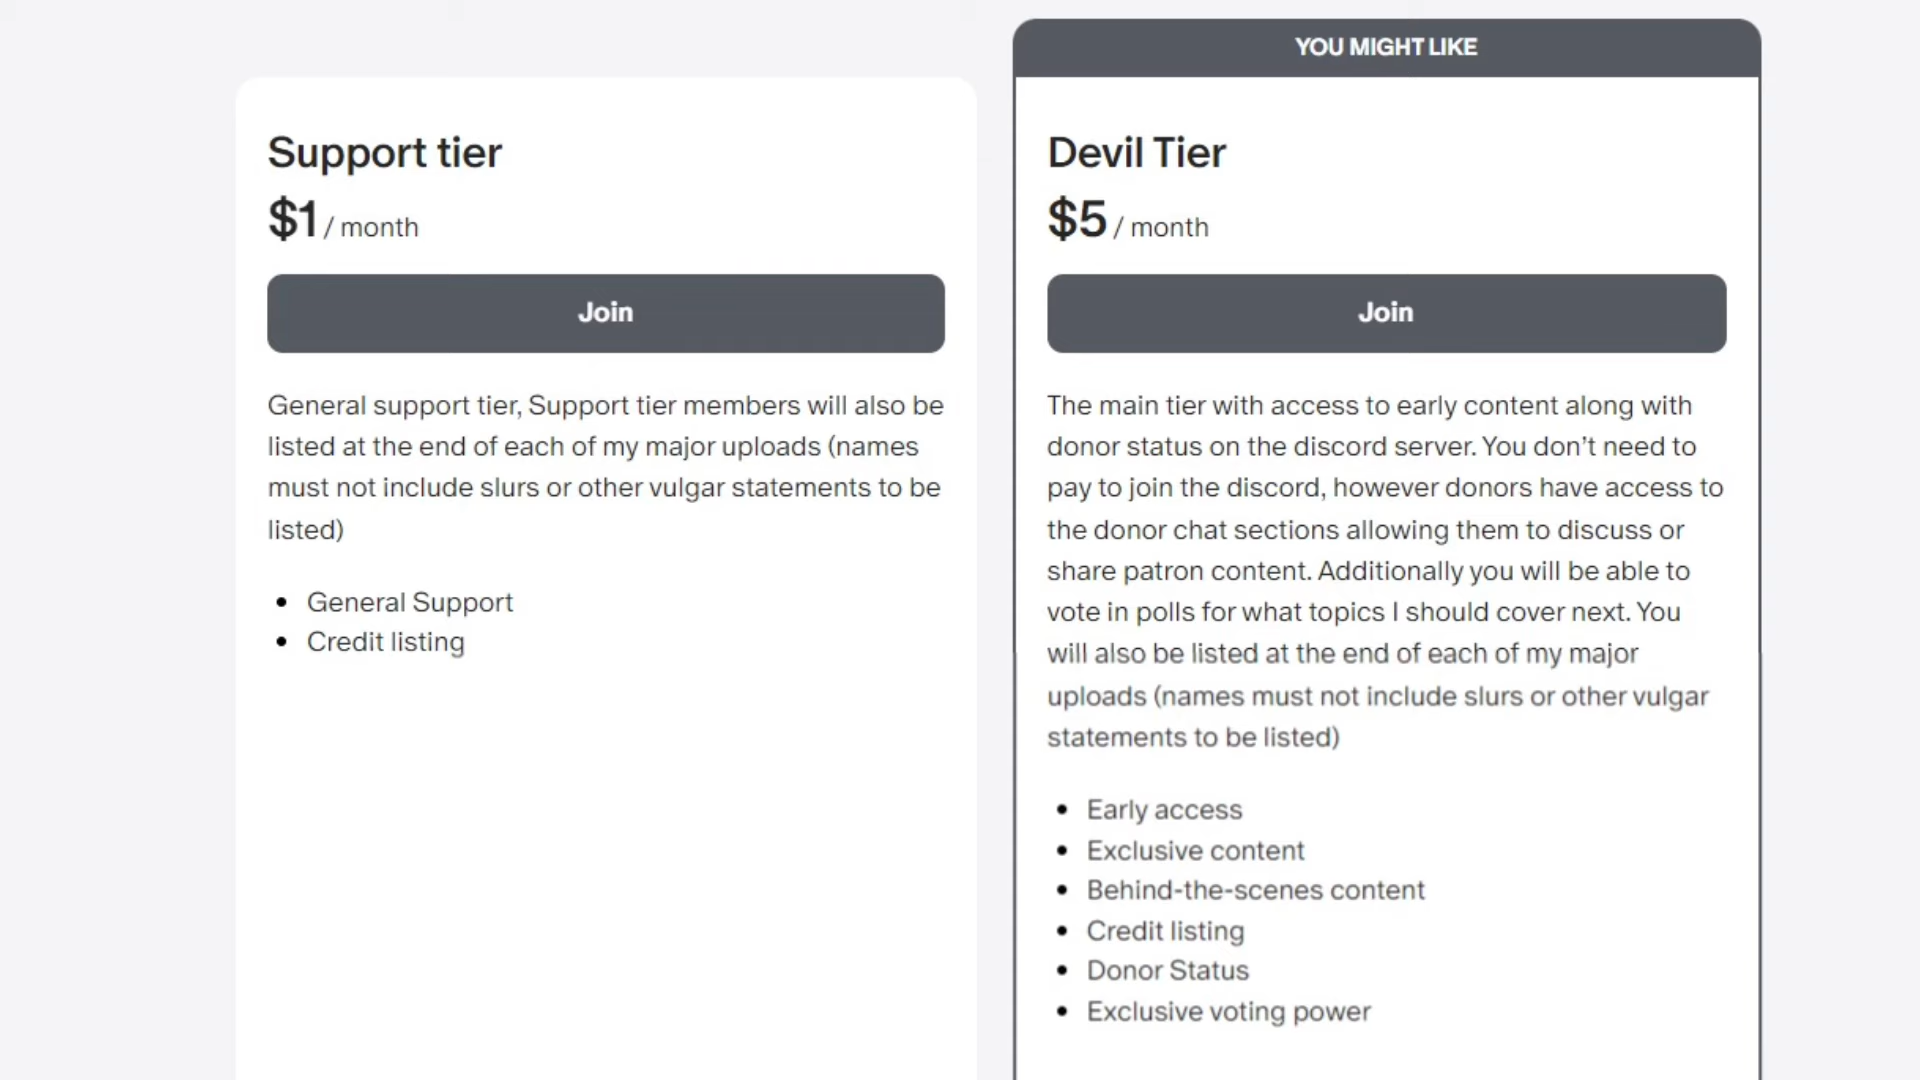 Support tier
$1 / month
Join
General support tier, Support tier members will also be
listed at the end of each of my major uploads (names
must not include slurs or other vulgar statements to be
listed)
General Support
Credit listing
YOU MIGHT LIKE
Devil Tier
$5 / month
Join
The main tier with access to early content along with
donor status on the discord server. You don’t need to
pay to join the discord, however donors have access to
the donor chat sections allowing them to discuss or
share patron content. Additionally you will be able to
vote in polls for what topics I should cover next. You
will also be listed at the end of each of my major
uploads (names must not include slurs or other vulgar
statements to be listed)
Early access
Exclusive content
Behind-the-scenes content
Credit listing
Donor Status
Exclusive voting power